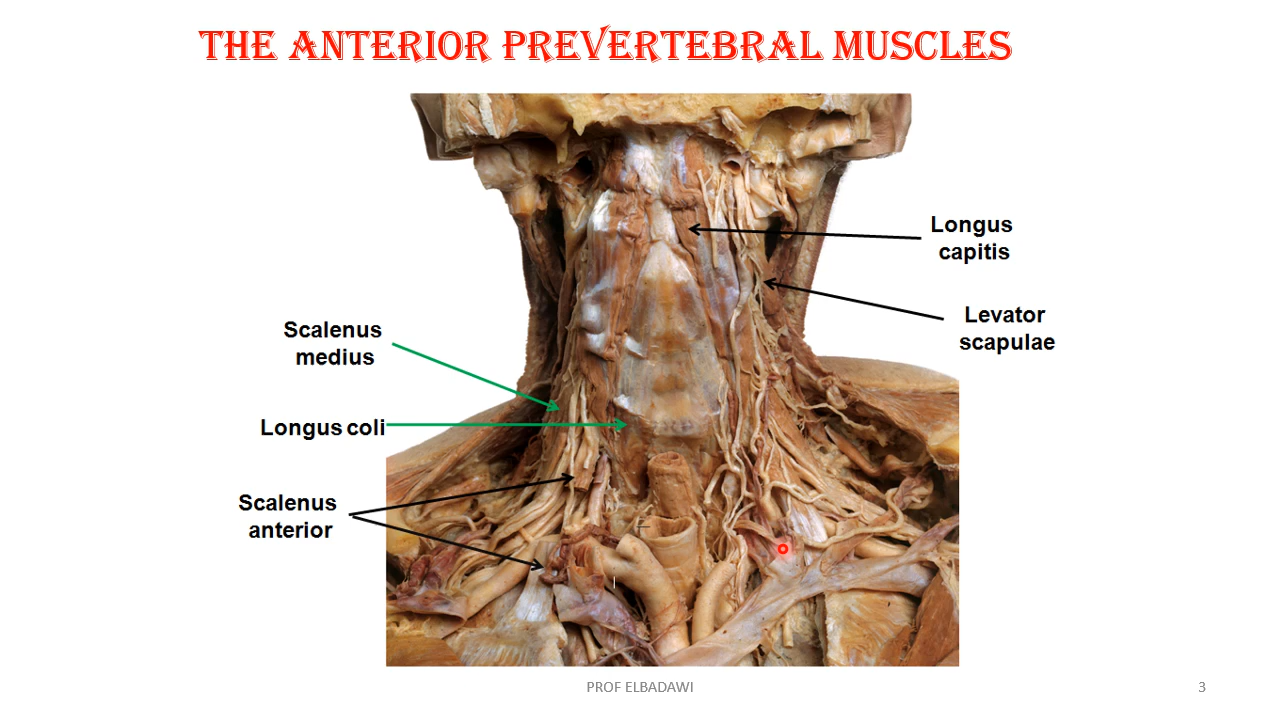 THE ANTERIOR PREVERTEBRAL MUSCLES
Longus
capitis
Levator
scapulae
Scalenus
medius
Longus coli
Scalenus
anterior
PROF ELBADAWI
3